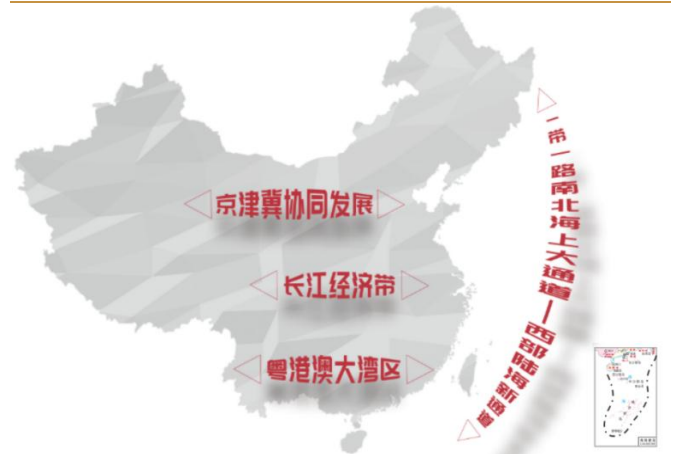 京津冀协同发展
长江经济带
粤港澳大湾区
一带一路南北海上大通道—西部陆海新通道